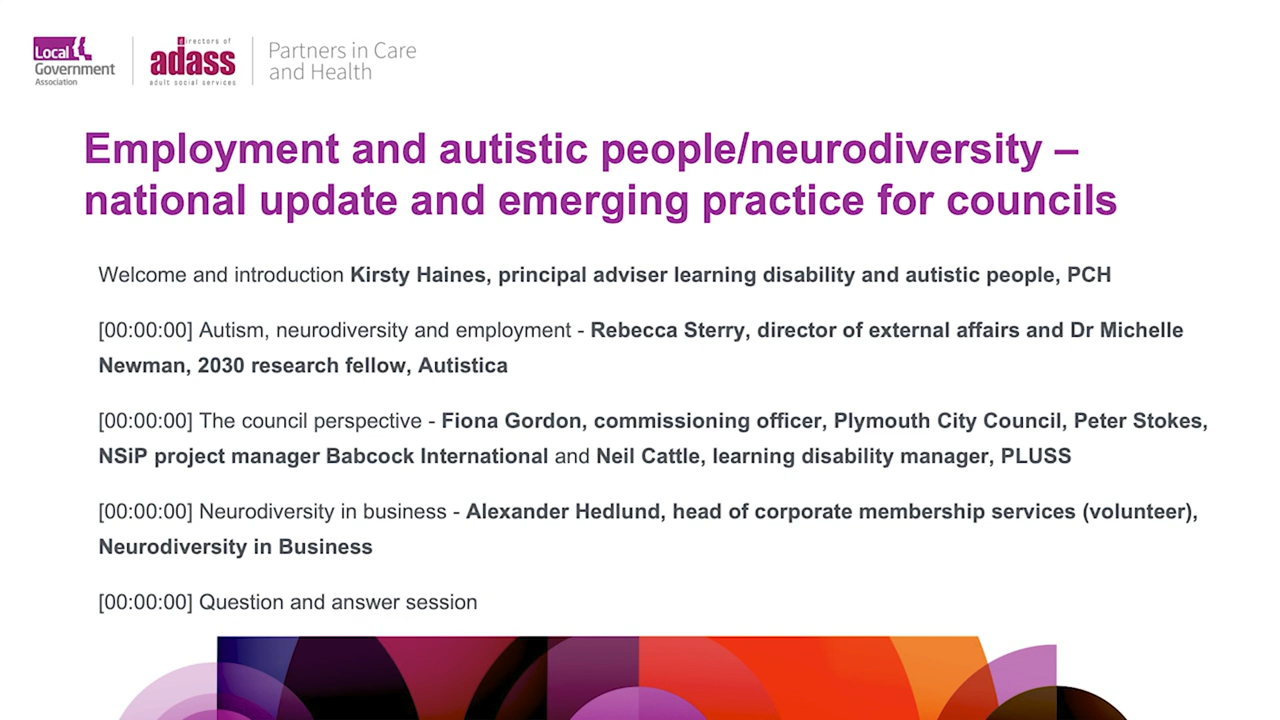 Local
Government
Association
directors of
adass
adult social services
Partners in Care
and Health
Employment and autistic people/neurodiversity –
national update and emerging practice for councils
Welcome and introduction Kirsty Haines, principal adviser learning disability and autistic people, PCH
[00:00:00] Autism, neurodiversity and employment - Rebecca Sterry, director of external affairs and Dr Michelle
Newman, 2030 research fellow, Autistica
[00:00:00] The council perspective - Fiona Gordon, commissioning officer, Plymouth City Council, Peter Stokes,
NSiP project manager Babcock International and Neil Cattle, learning disability manager, PLUSS
[00:00:00] Neurodiversity in business - Alexander Hedlund, head of corporate membership services (volunteer),
Neurodiversity in Business
[00:00:00] Question and answer session